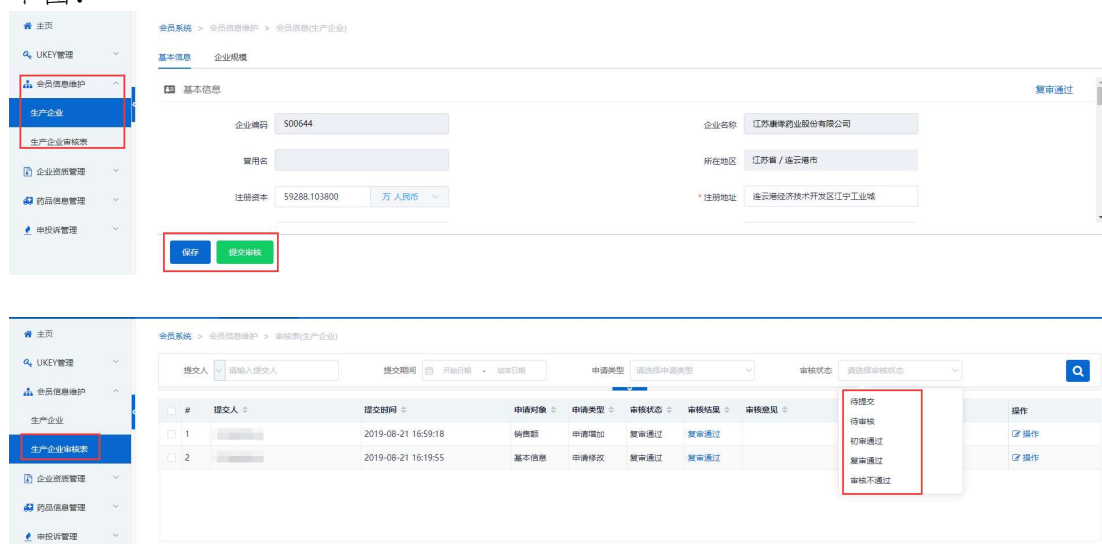 主页
会员系统 > 会员信息维护 > 会员信息(生产企业)
UKEY管理
基本信息 企业规模
会员信息维护
基本信息 复审通过
生产企业
企业编码 S00644 企业名称 江苏康缘药业股份有限公司
生产企业审核表
曾用名 所在地区 江苏省 / 连云港市
企业资质管理
注册资本 59288.103800 万 人民币 *注册地址 连云港经济技术开发区江宁工业城
药品信息管理
申投诉管理
保存 提交审核
主页
会员系统 > 会员信息维护 > 审核表(生产企业)
UKEY管理
提交人 请输入提交人 提交期间 开始日期 - 结束日期 申请类型 请选择申请类型 审核状态 请选择审核状态
会员信息维护
待提交
# 提交人 提交时间 申请对象 申请类型 审核状态 审核结果 审核意见 操作
生产企业
待审核
1 2019-08-21 16:59:18 销售额 申请增加 复审通过 复审通过 操作
初审通过
生产企业审核表
2 2019-08-21 16:19:55 基本信息 申请修改 复审通过 复审通过 操作
复审通过
企业资质管理
审核不通过
药品信息管理
申投诉管理